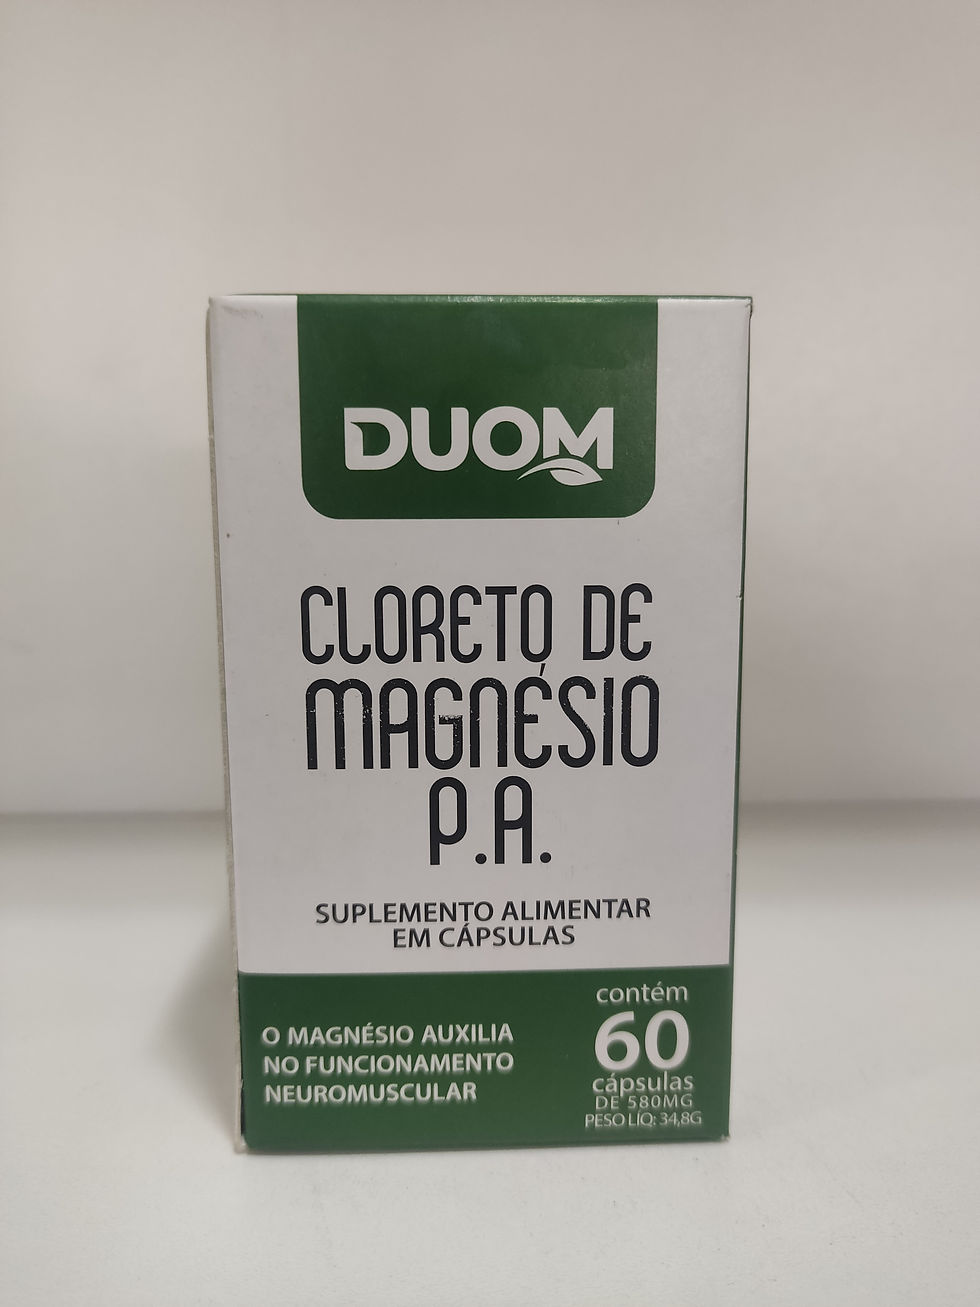 DUOM
CLORETO DE
MAGNÉSIO
P.A.
SUPLEMENTO ALIMENTAR
EM CÁPSULAS
O MAGNÉSIO AUXILIA
NO FUNCIONAMENTO
NEUROMUSCULAR
contém
60
cápsulas
DE 580MG
PESO LIQ: 34,8G